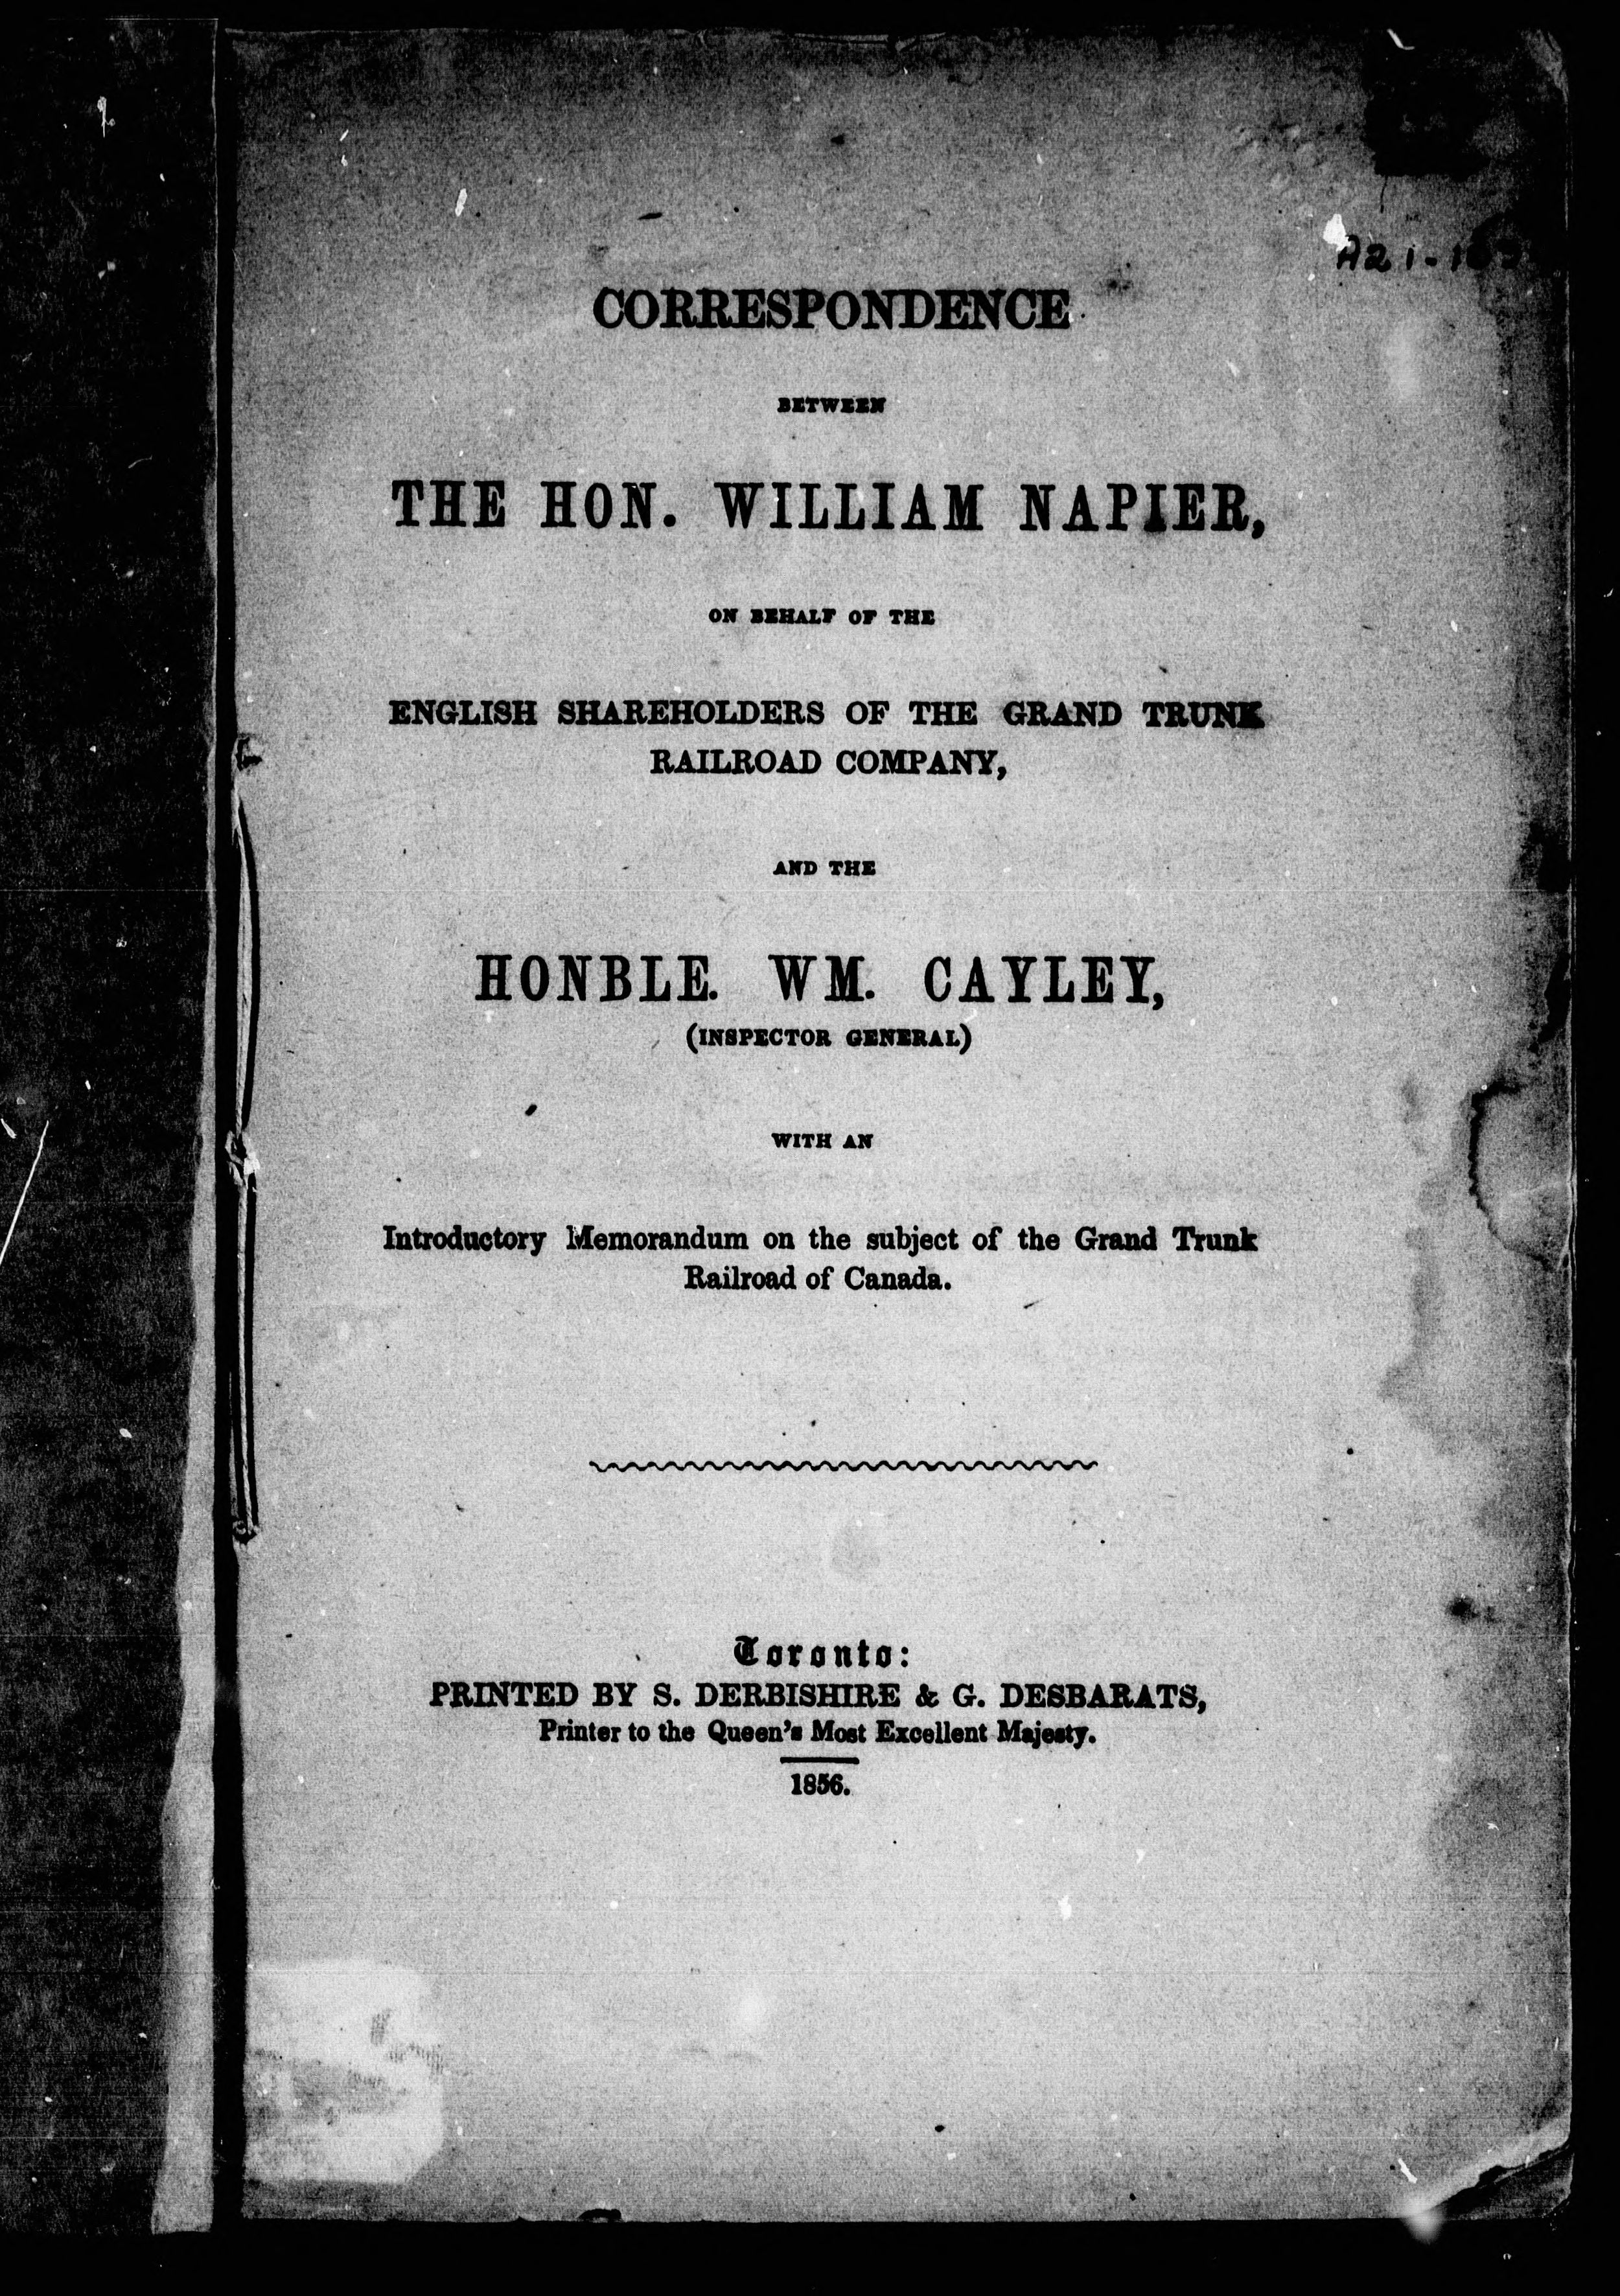 CORRESPONDENCE
BETWEEN
THE HON. WILLIAM NAPIER,
ON BEHALF OF THE
ENGLISH SHAREHOLDERS OF THE GRAND TRUNK
RAILROAD COMPANY,
AND THE
HONBLE. WM. CAYLEY,
(INSPECTOR GENERAL)
WITH AN
Introductory Memorandum on the subject of the Grand Trunk
Railroad of Canada.
Toronto:
PRINTED BY S. DERBISHIRE & G. DESBARATS,
Printer to the Queen's Most Excellent Majesty.
1856.